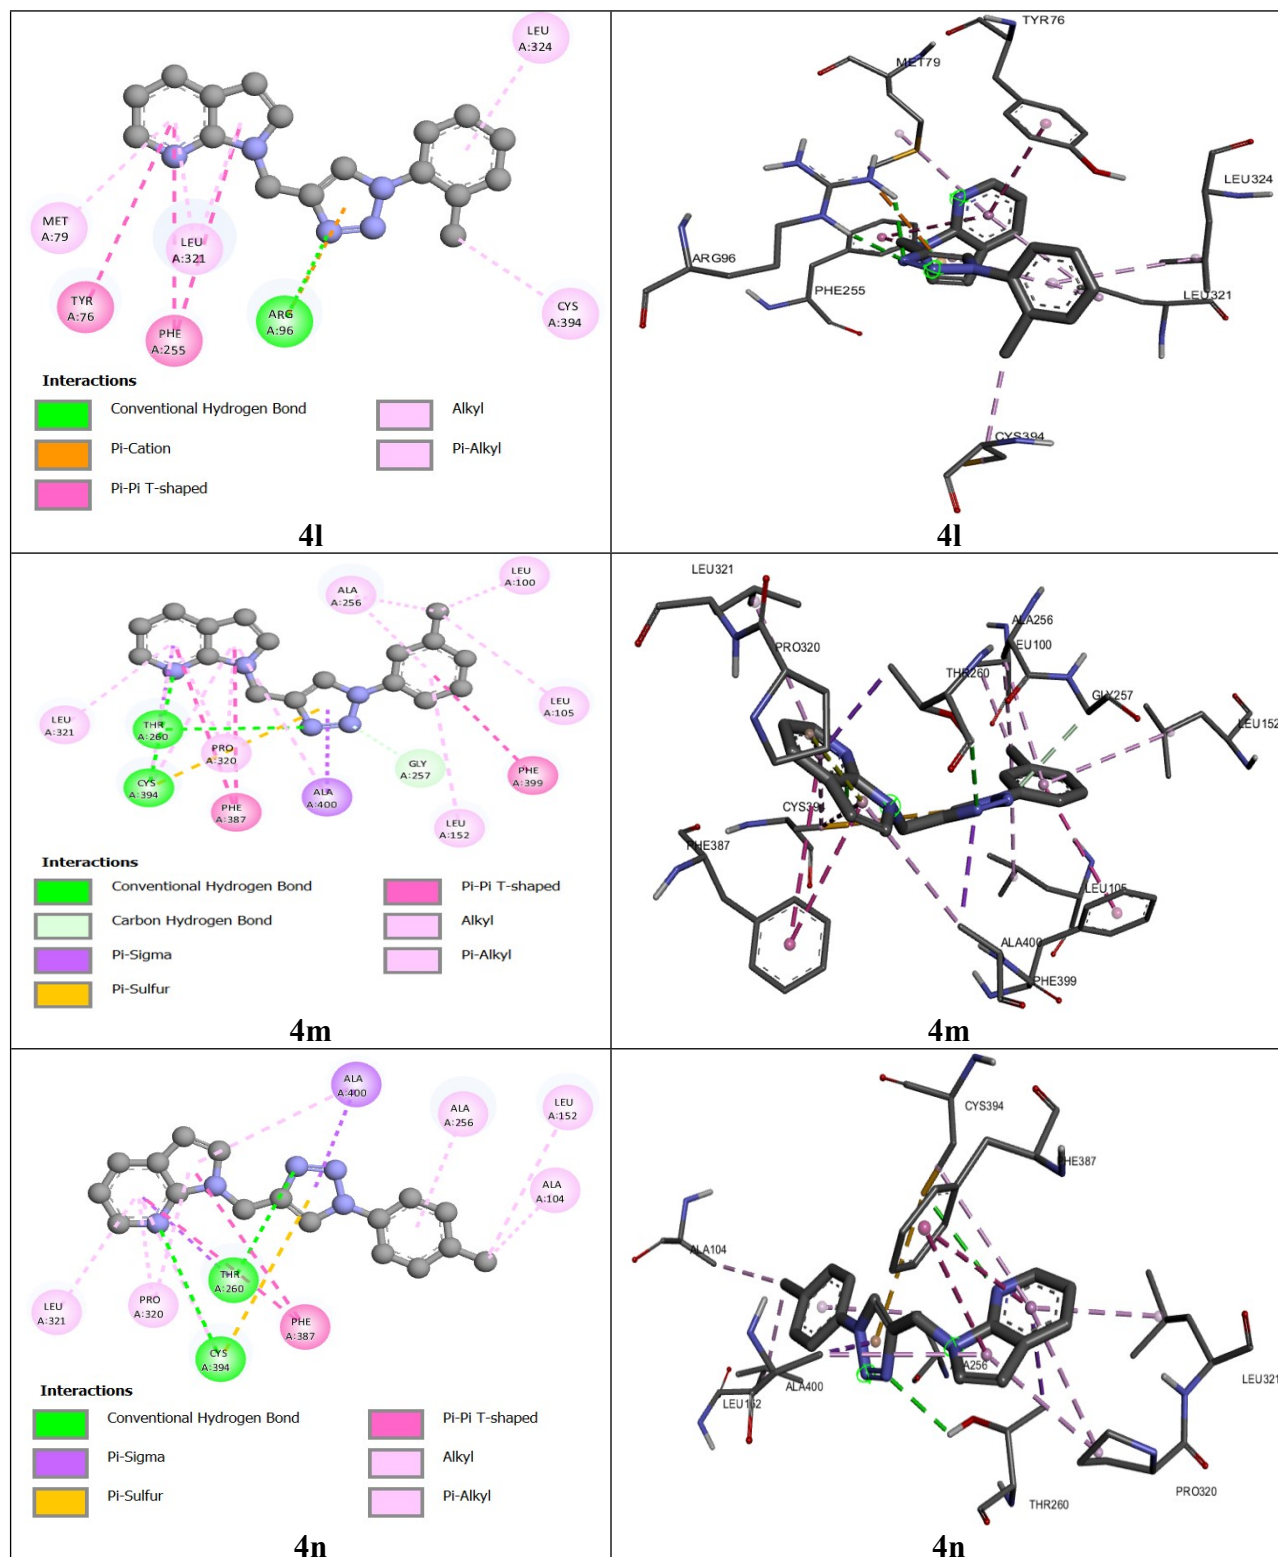 LEU
A:324
MET
A:79
LEU
A:321
TYR
A:76
PHE
A:255
ARG
A:96
CYS
A:394
Interactions
Conventional Hydrogen Bond
Alkyl
Pi-Cation
Pi-Alkyl
Pi-Pi T-shaped
4l
TYR76
MET79
LEU324
ARG96
PHE255
LEU321
CYS394
4l
LEU
A:100
ALA
A:256
LEU
A:321
THR
A:260
PRO
A:320
CYS
A:394
PHE
A:387
ALA
A:400
GLY
A:257
LEU
A:105
PHE
A:399
LEU
A:152
Interactions
Conventional Hydrogen Bond
Pi-Pi T-shaped
Carbon Hydrogen Bond
Alkyl
Pi-Sigma
Pi-Alkyl
Pi-Sulfur
4m
LEU321
ALA256
PRO320
LEU100
THR260
GLY257
LEU152
CYS394
PHE387
LEU105
ALA400
PHE399
4m
ALA
A:400
ALA
A:256
LEU
A:152
ALA
A:104
LEU
A:321
PRO
A:320
THR
A:260
PHE
A:387
CYS
A:394
Interactions
Conventional Hydrogen Bond
Pi-Pi T-shaped
Pi-Sigma
Alkyl
Pi-Sulfur
Pi-Alkyl
4n
CYS394
PHE387
ALA104
ALA256
ALA400
LEU152
LEU321
PRO320
THR260
4n